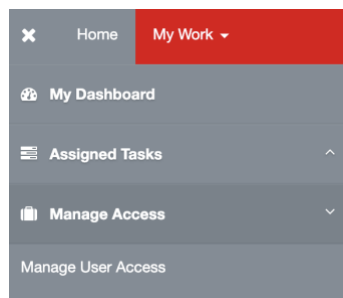 Home My Work
My Dashboard
Assigned Tasks
Manage Access
Manage User Access